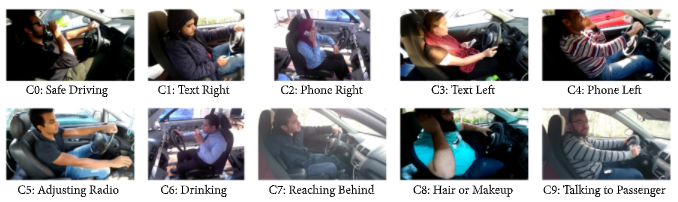 C0: Safe Driving
C1: Text Right
C2: Phone Right
C3: Text Left
C4: Phone Left
C5: Adjusting Radio
C6: Drinking
C7: Reaching Behind
C8: Hair or Makeup
C9: Talking to Passenger